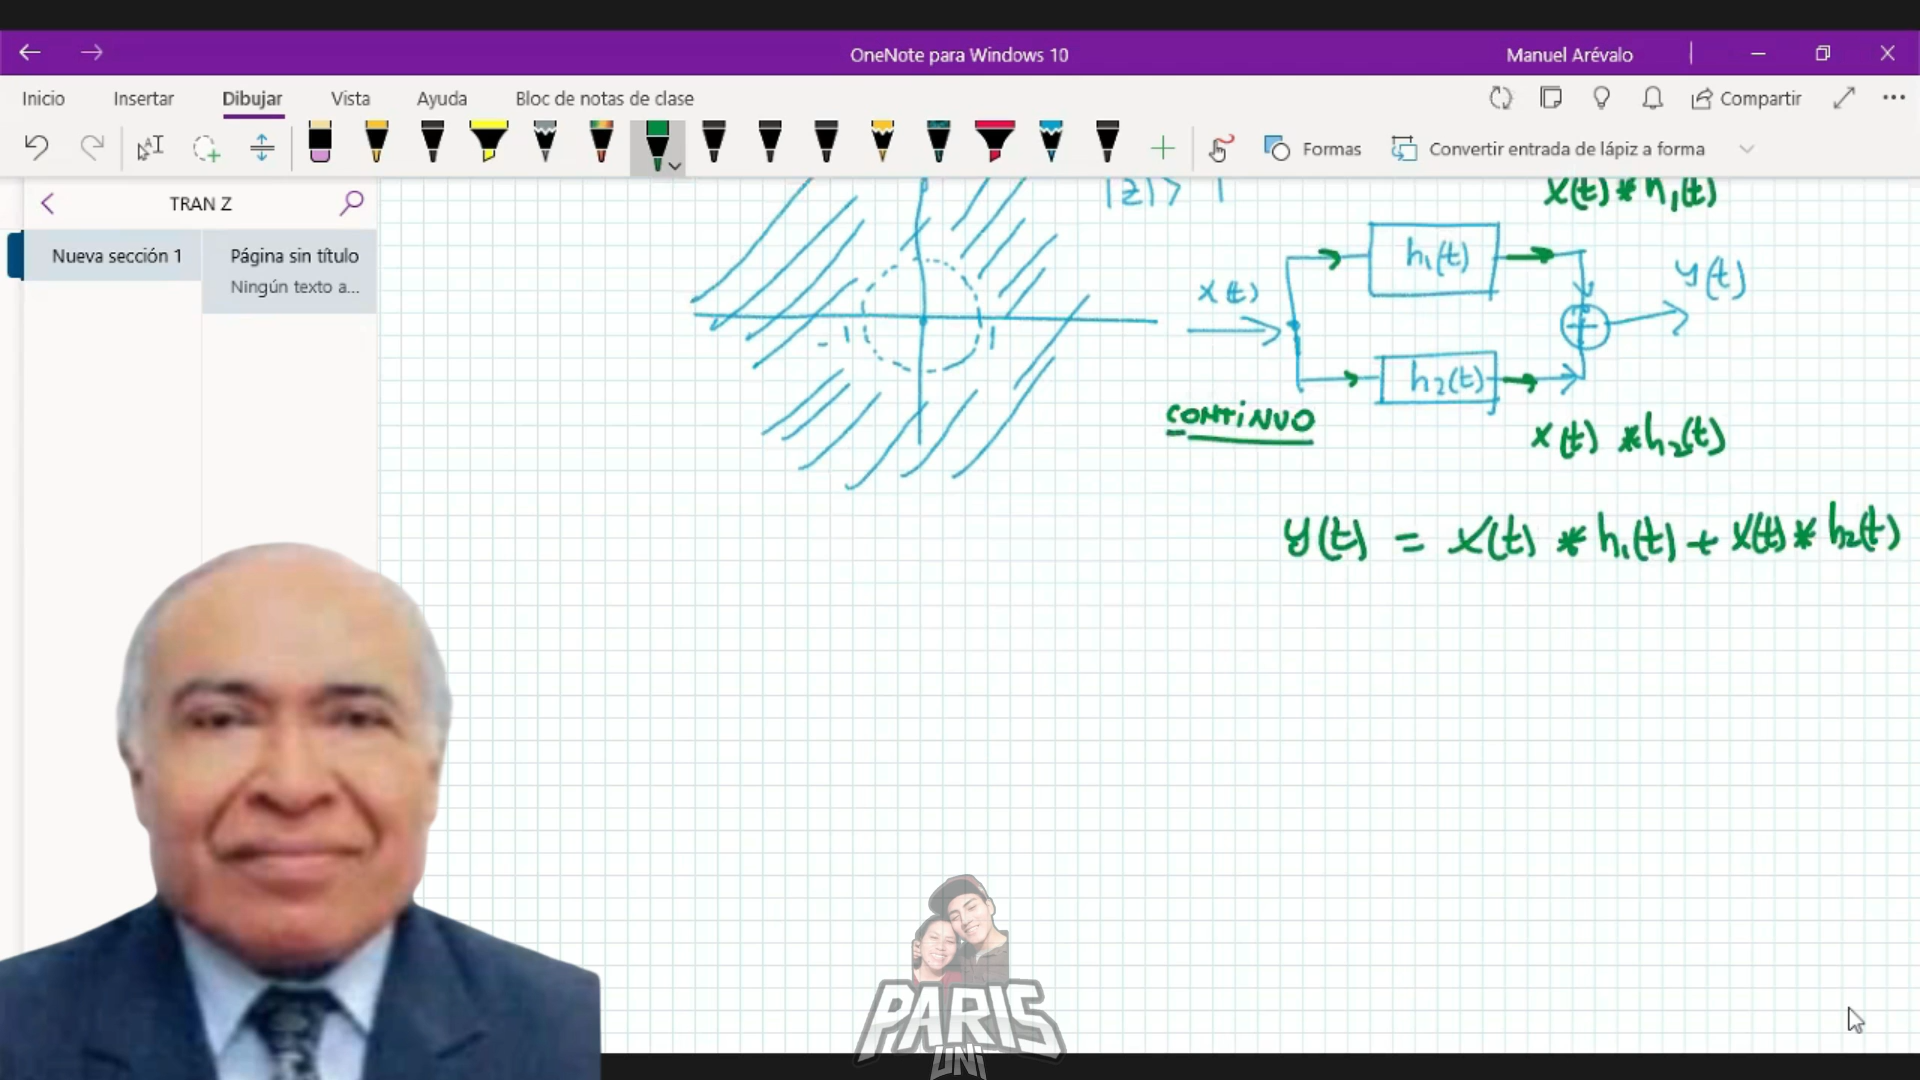 OneNote para Windows 10
Manuel Arévalo
Inicio Insertar Dibujar Vista Ayuda Bloc de notas de clase
Compartir
Formas Convertir entrada de lápiz a forma
TRAN Z
Nueva sección 1
Página sin título
Ningún texto a...
|z| > 1
x(t) * h₁(t)
h₁(t)
x(t)
y(t)
+
-1 1
h₂(t)
CONTINUO
x(t) * h₂(t)
y(t) = x(t) * h₁(t) + x(t) * h₂(t)
PARIS
UNI